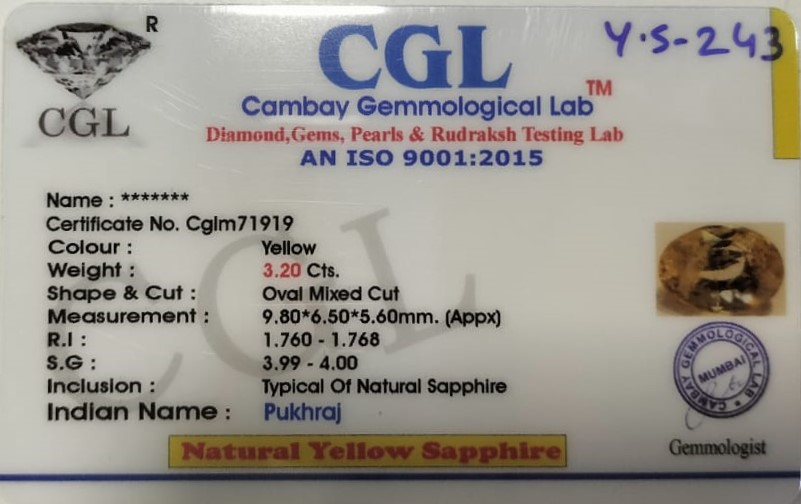 R
CGL
CGL
Y.S-243
TM
Cambay Gemmological Lab
Diamond,Gems, Pearls & Rudraksh Testing Lab
AN ISO 9001:2015
Name : *******
Certificate No. Cglm71919
Colour : Yellow
Weight : 3.20 Cts.
Shape & Cut : Oval Mixed Cut
Measurement : 9.80*6.50*5.60mm. (Appx)
R.I : 1.760 - 1.768
S.G : 3.99 - 4.00
Inclusion : Typical Of Natural Sapphire
Indian Name : Pukhraj
Natural Yellow Sapphire
CGL
CAMBAY GEMMOLOGICAL LAB
MUMBAI
Gemmologist